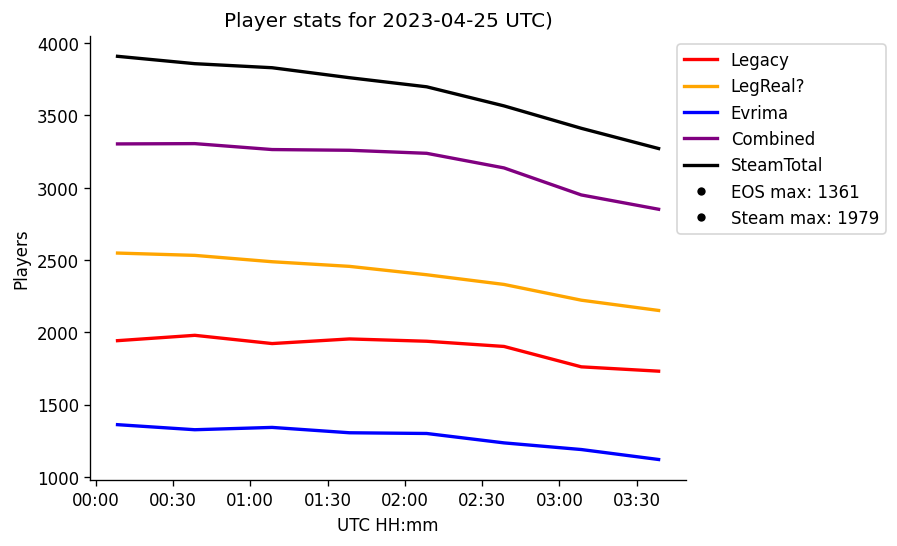 Player stats for 2023-04-25 UTC)
4000
3500
3000
2500
2000
1500
1000
Players
00:00 00:30 01:00 01:30 02:00 02:30 03:00 03:30
UTC HH:mm
Legacy
LegReal?
Evrima
Combined
SteamTotal
EOS max: 1361
Steam max: 1979